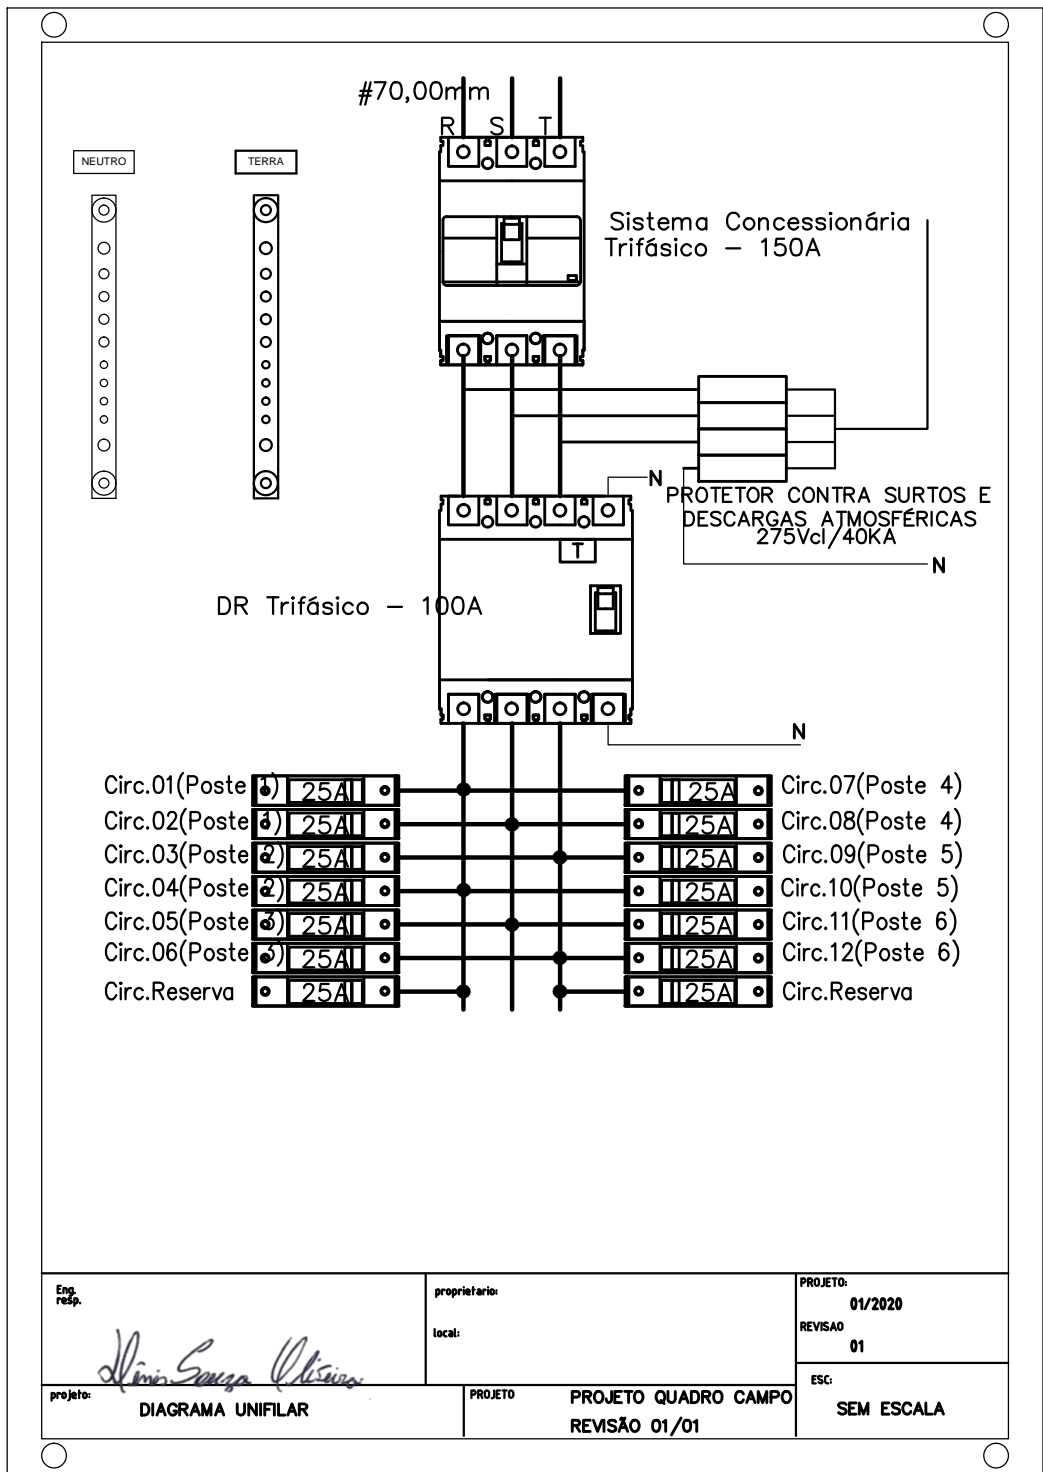 #70,00mm
R S T
NEUTRO
TERRA
Sistema Concessionária
Trifásico - 150A
N
PROTETOR CONTRA SURTOS E
DESCARGAS ATMOSFÉRICAS
275Vcl/40KA
N
T
DR Trifásico - 100A
N
Circ.01(Poste 1) 25A 25A Circ.07(Poste 4)
Circ.02(Poste 1) 25A 25A Circ.08(Poste 4)
Circ.03(Poste 2) 25A 25A Circ.09(Poste 5)
Circ.04(Poste 2) 25A 25A Circ.10(Poste 5)
Circ.05(Poste 3) 25A 25A Circ.11(Poste 6)
Circ.06(Poste 3) 25A 25A Circ.12(Poste 6)
Circ.Reserva 25A 25A Circ.Reserva
Eng.
resp.
Dênis Souza Oliveira
proprietario:
local:
PROJETO:
01/2020
REVISAO
01
projeto:
DIAGRAMA UNIFILAR
PROJETO
PROJETO QUADRO CAMPO
REVISÃO 01/01
ESC:
SEM ESCALA